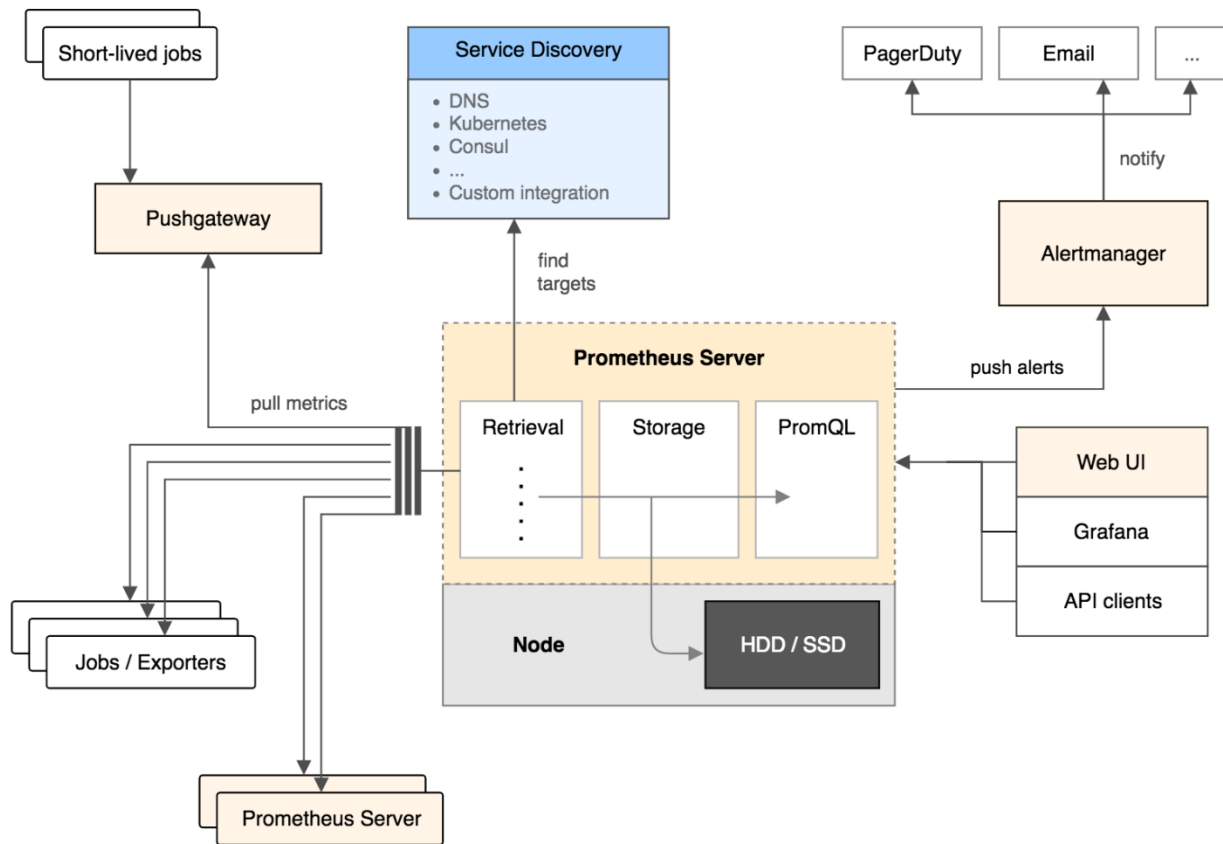 Short-lived jobs
Service Discovery
DNS
Kubernetes
Consul
...
Custom integration
PagerDuty
Email
...
notify
Pushgateway
Alertmanager
find
targets
Prometheus Server
push alerts
pull metrics
Retrieval
Storage
PromQL
Web UI
Grafana
API clients
Node
HDD / SSD
Jobs / Exporters
Prometheus Server